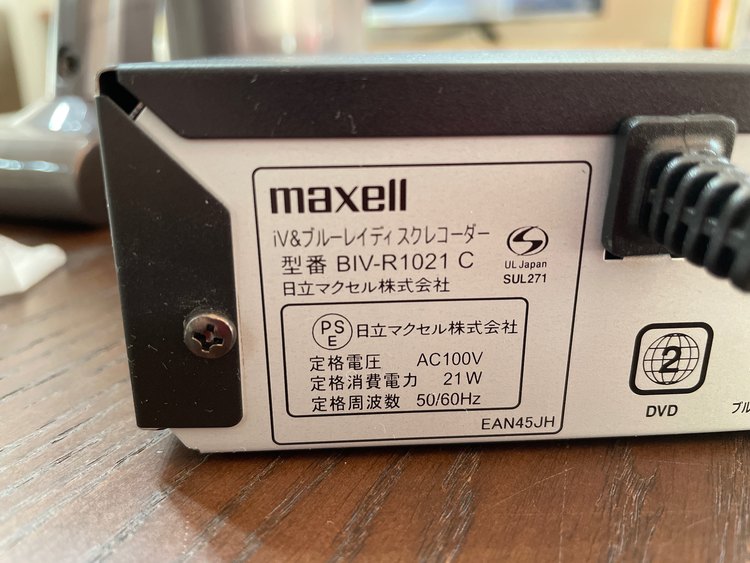 maxell
iV&ブルーレイディスクレコーダー
型番 BIV-R1021 C
日立マクセル株式会社
UL Japan
SUL271
PS
E
日立マクセル株式会社
定格電圧 AC100V
定格消費電力 21W
定格周波数 50/60Hz
EAN45JH
2
DVD
ブル